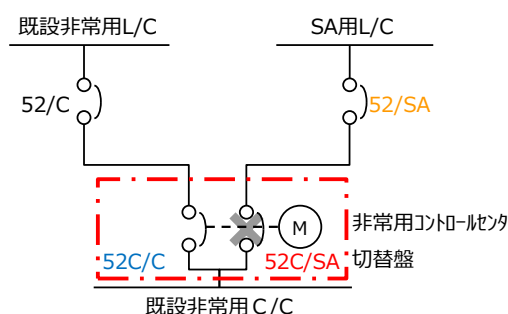 既設非常用L/C
SA用L/C
52/C
52/SA
M
非常用ｺﾝﾄﾛｰﾙｾﾝﾀ
切替盤
52C/C
52C/SA
既設非常用Ｃ/Ｃ